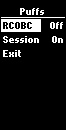 Puffs
RCOBC Off
Session On
Exit